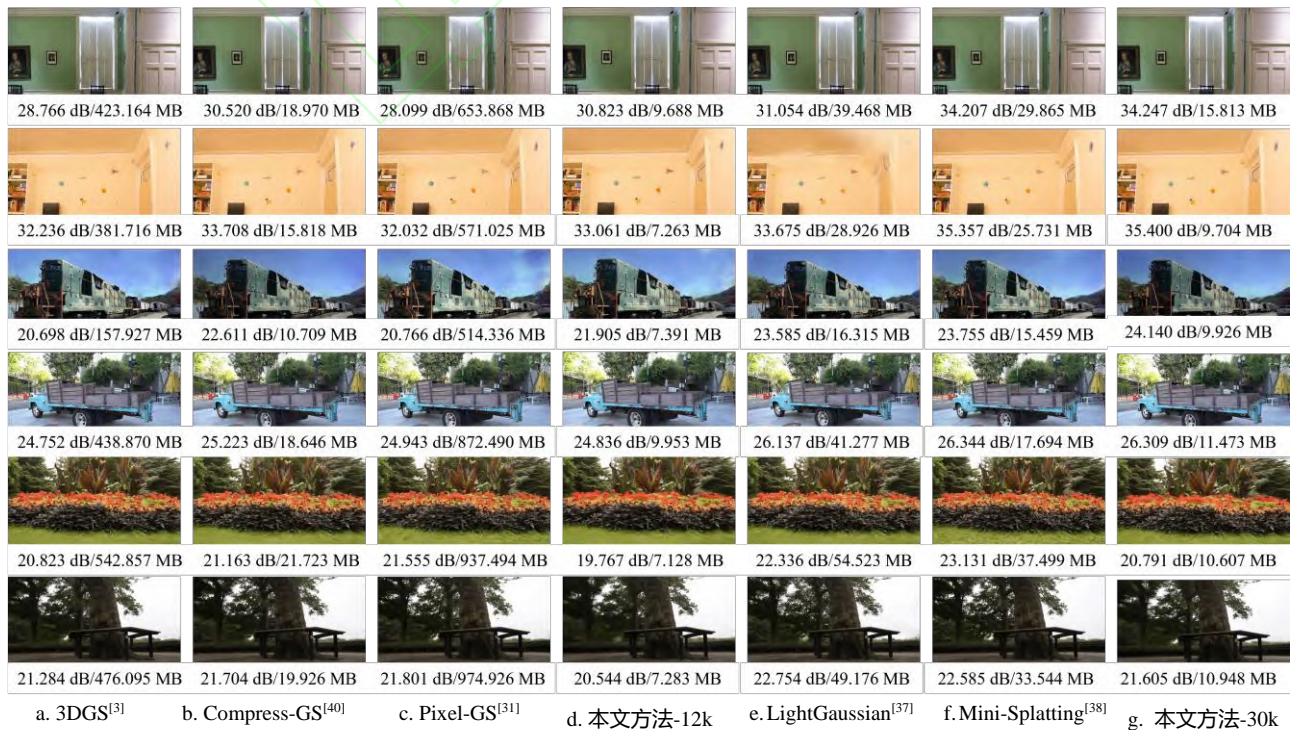 28.766 dB/423.164 MB 30.520 dB/18.970 MB 28.099 dB/653.868 MB 30.823 dB/9.688 MB 31.054 dB/39.468 MB 34.207 dB/29.865 MB 34.247 dB/15.813 MB
32.236 dB/381.716 MB 33.708 dB/15.818 MB 32.032 dB/571.025 MB 33.061 dB/7.263 MB 33.675 dB/28.926 MB 35.357 dB/25.731 MB 35.400 dB/9.704 MB
20.698 dB/157.927 MB 22.611 dB/10.709 MB 20.766 dB/514.336 MB 21.905 dB/7.391 MB 23.585 dB/16.315 MB 23.755 dB/15.459 MB 24.140 dB/9.926 MB
24.752 dB/438.870 MB 25.223 dB/18.646 MB 24.943 dB/872.490 MB 24.836 dB/9.953 MB 26.137 dB/41.277 MB 26.344 dB/17.694 MB 26.309 dB/11.473 MB
20.823 dB/542.857 MB 21.163 dB/21.723 MB 21.555 dB/937.494 MB 19.767 dB/7.128 MB 22.336 dB/54.523 MB 23.131 dB/37.499 MB 20.791 dB/10.607 MB
21.284 dB/476.095 MB 21.704 dB/19.926 MB 21.801 dB/974.926 MB 20.544 dB/7.283 MB 22.754 dB/49.176 MB 22.585 dB/33.544 MB 21.605 dB/10.948 MB
a. 3DGS[3] b. Compress-GS[40] c. Pixel-GS[31] d. 本文方法-12k e. LightGaussian[37] f. Mini-Splatting[38] g. 本文方法-30k